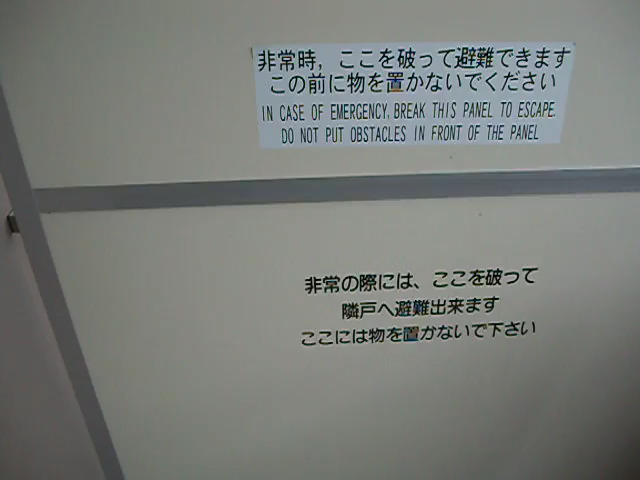 非常時，ここを破って避難できます
この前に物を置かないでください
IN CASE OF EMERGENCY, BREAK THIS PANEL TO ESCAPE.
DO NOT PUT OBSTACLES IN FRONT OF THE PANEL
非常の際には、ここを破って
隣戸へ避難出来ます
ここには物を置かないで下さい